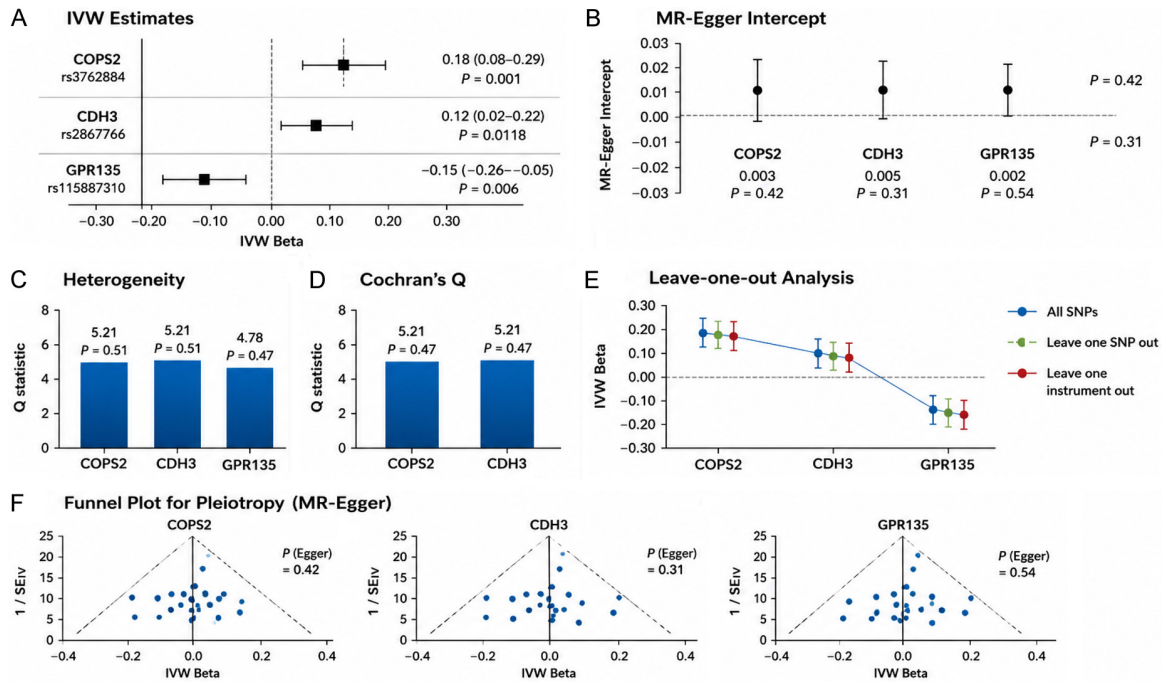 A IVW Estimates
COPS2
rs3762884
0.18 (0.08–0.29)
P = 0.001
CDH3
rs2867766
0.12 (0.02–0.22)
P = 0.0118
GPR135
rs115887310
−0.15 (−0.26–-0.05)
P = 0.006
−0.30 −0.20 −0.10 0.00 0.10 0.20 0.30
IVW Beta
B MR-Egger Intercept
MR-Egger Intercept
0.03
0.02
0.01
0.00
−0.01
−0.02
−0.03
P = 0.42
P = 0.31
COPS2 CDH3 GPR135
0.003 0.005 0.002
P = 0.42 P = 0.31 P = 0.54
C Heterogeneity
Q statistic
8
6
4
2
0
5.21 5.21 4.78
P = 0.51 P = 0.51 P = 0.47
COPS2 CDH3 GPR135
D Cochran’s Q
Q statistic
8
6
4
2
0
5.21 5.21
P = 0.47 P = 0.47
COPS2 CDH3
E Leave-one-out Analysis
IVW Beta
0.30
0.20
0.10
0.00
−0.10
−0.20
−0.30
COPS2 CDH3 GPR135
All SNPs
Leave one SNP out
Leave one
instrument out
F Funnel Plot for Pleiotropy (MR-Egger)
COPS2
1 / SEIV
25
20
15
10
5
0
P (Egger)
= 0.42
−0.4 −0.2 0.0 0.2 0.4
IVW Beta
CDH3
1 / SEIV
25
20
15
10
5
0
P (Egger)
= 0.31
−0.4 −0.2 0.0 0.2 0.4
IVW Beta
GPR135
1 / SEIV
25
20
15
10
5
0
P (Egger)
= 0.54
−0.4 −0.2 0.0 0.2 0.4
IVW Beta